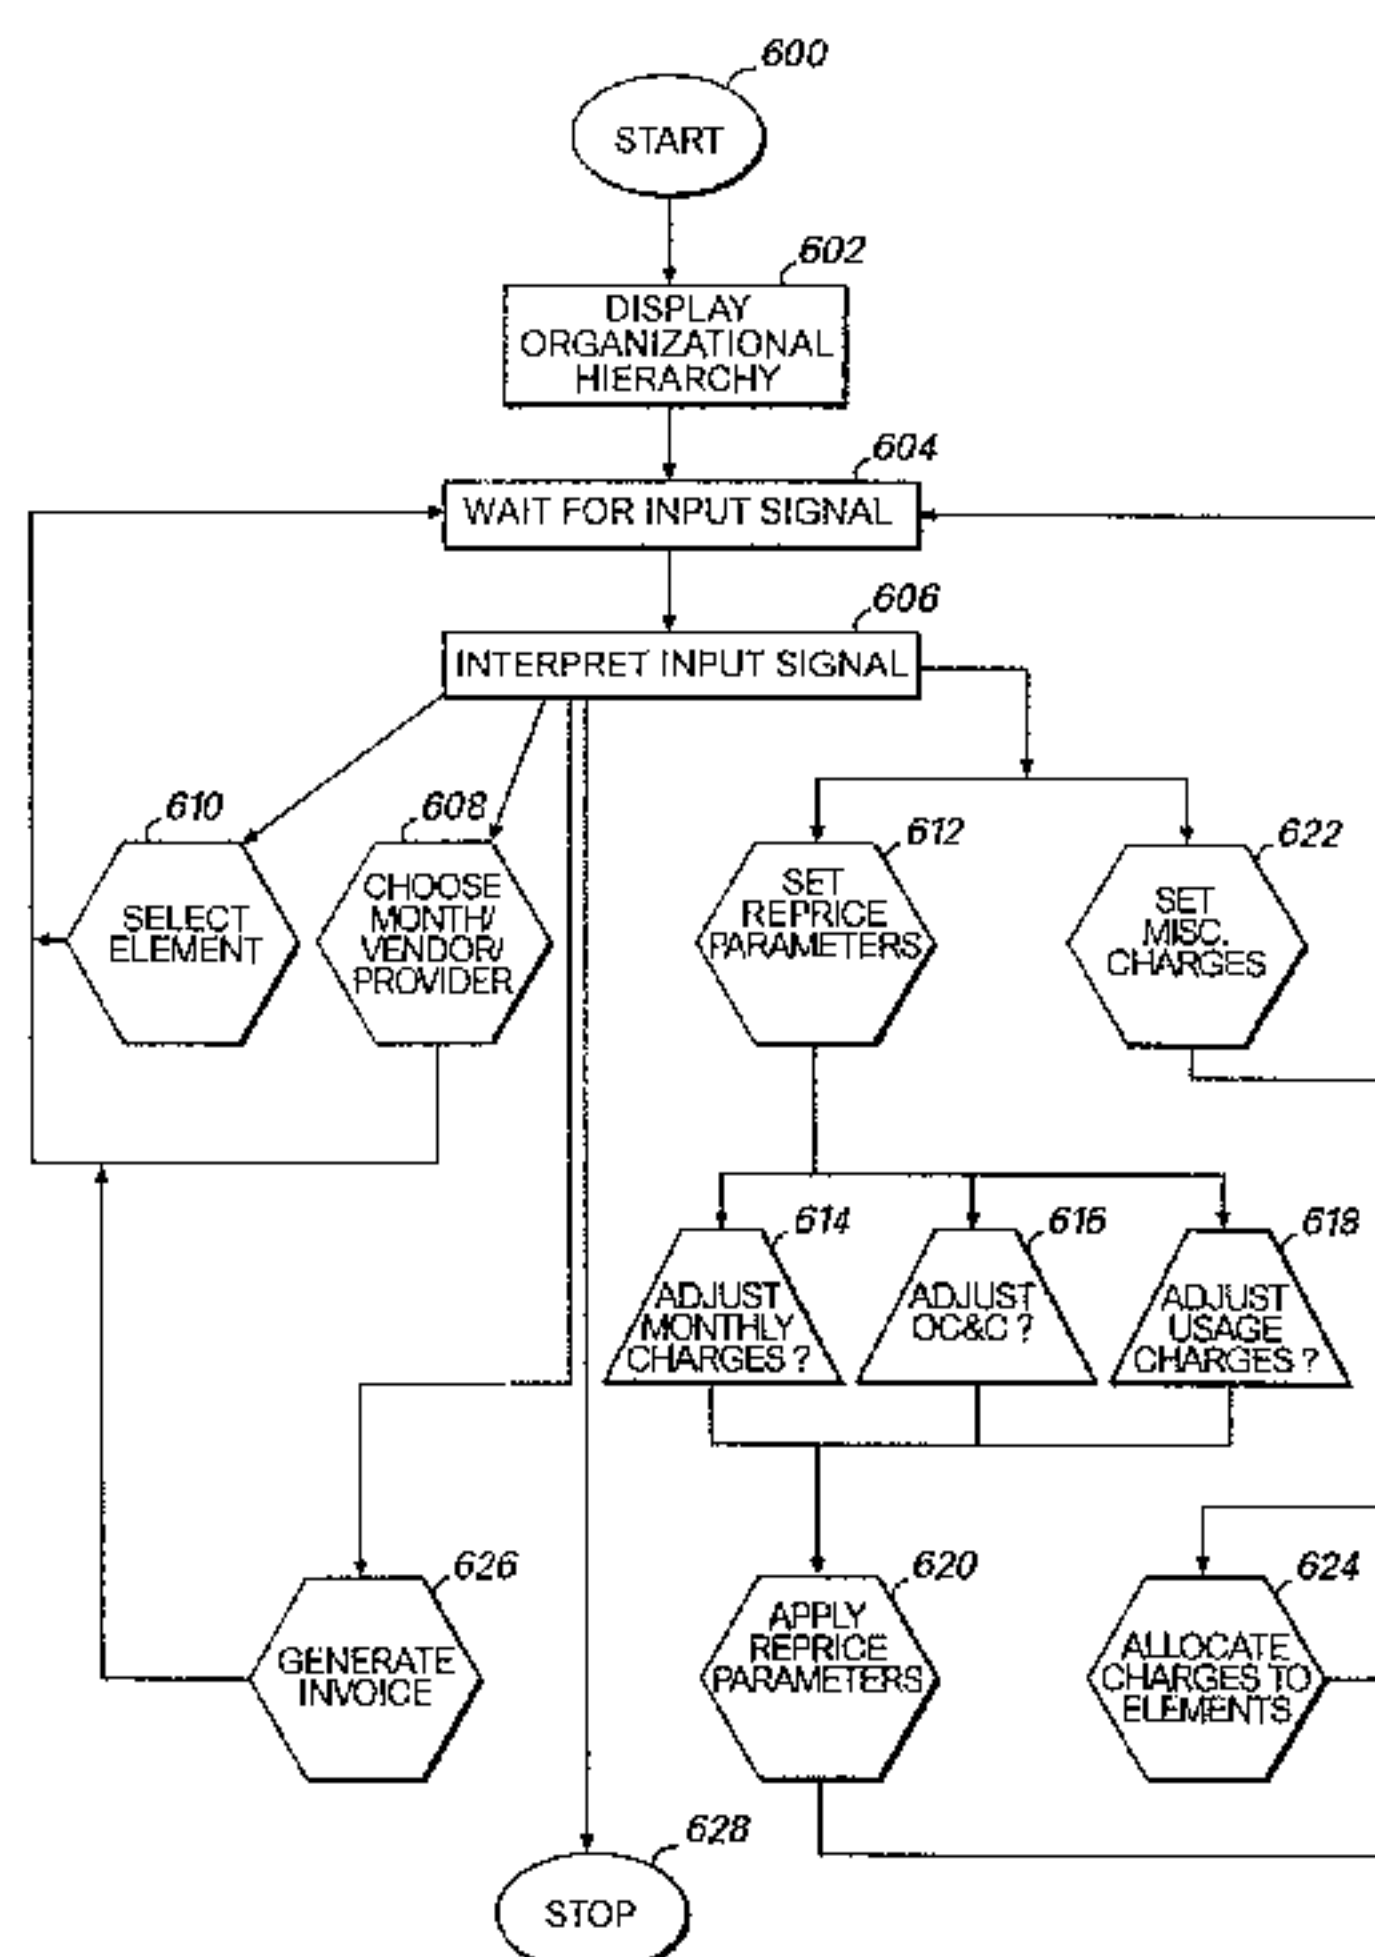 600
START
602
DISPLAY
ORGANIZATIONAL
HIERARCHY
604
WAIT FOR INPUT SIGNAL
606
INTERPRET INPUT SIGNAL
610
SELECT
ELEMENT
608
CHOOSE
MONTH/
VENDOR/
PROVIDER
612
SET
REPRICE
PARAMETERS
622
SET
MISC.
CHARGES
614
ADJUST
MONTHLY
CHARGES ?
616
ADJUST
OC&C ?
618
ADJUST
USAGE
CHARGES ?
626
GENERATE
INVOICE
620
APPLY
REPRICE
PARAMETERS
624
ALLOCATE
CHARGES TO
ELEMENTS
628
STOP